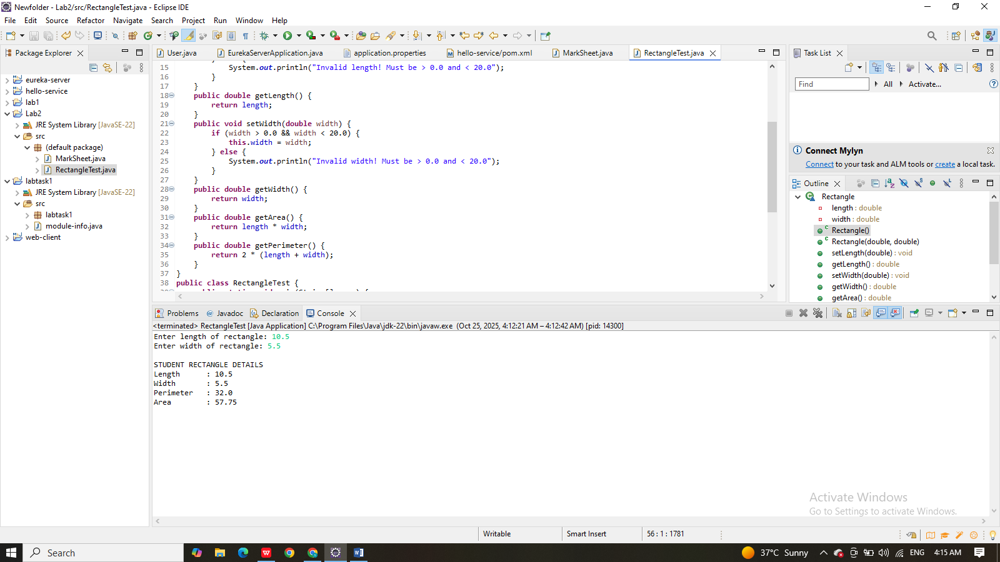 Newfolder - Lab2/src/RectangleTest.java - Eclipse IDE
File Edit Source Refactor Navigate Search Project Run Window Help
Package Explorer
eureka-server
hello-service
lab1
Lab2
JRE System Library [JavaSE-22]
src
(default package)
MarkSheet.java
RectangleTest.java
labtask1
JRE System Library [JavaSE-22]
src
labtask1
module-info.java
web-client
User.java EurekaServerApplication.java application.properties hello-service/pom.xml MarkSheet.java RectangleTest.java
15 System.out.println("Invalid length! Must be > 0.0 and < 20.0");
16 }
17 }
18 public double getLength() {
19 return length;
20 }
21 public void setWidth(double width) {
22 if (width > 0.0 && width < 20.0) {
23 this.width = width;
24 } else {
25 System.out.println("Invalid width! Must be > 0.0 and < 20.0");
26 }
27 }
28 public double getWidth() {
29 return width;
30 }
31 public double getArea() {
32 return length * width;
33 }
34 public double getPerimeter() {
35 return 2 * (length + width);
36 }
37 }
38 public class RectangleTest {
Task List
Find All Activate...
Connect Mylyn
Connect to your task and ALM tools or create a local task.
Outline
Rectangle
length : double
width : double
Rectangle()
Rectangle(double, double)
setLength(double) : void
getLength() : double
setWidth(double) : void
getWidth() : double
getArea() : double
Problems Javadoc Declaration Console
<terminated> RectangleTest [Java Application] C:\Program Files\Java\jdk-22\bin\javaw.exe (Oct 25, 2025, 4:12:21 AM – 4:12:42 AM) [pid: 14300]
Enter length of rectangle: 10.5
Enter width of rectangle: 5.5
STUDENT RECTANGLE DETAILS
Length : 10.5
Width : 5.5
Perimeter : 32.0
Area : 57.75
Activate Windows
Go to Settings to activate Windows.
Writable Smart Insert 56 : 1 : 1781
Search 37°C Sunny ENG 4:15 AM